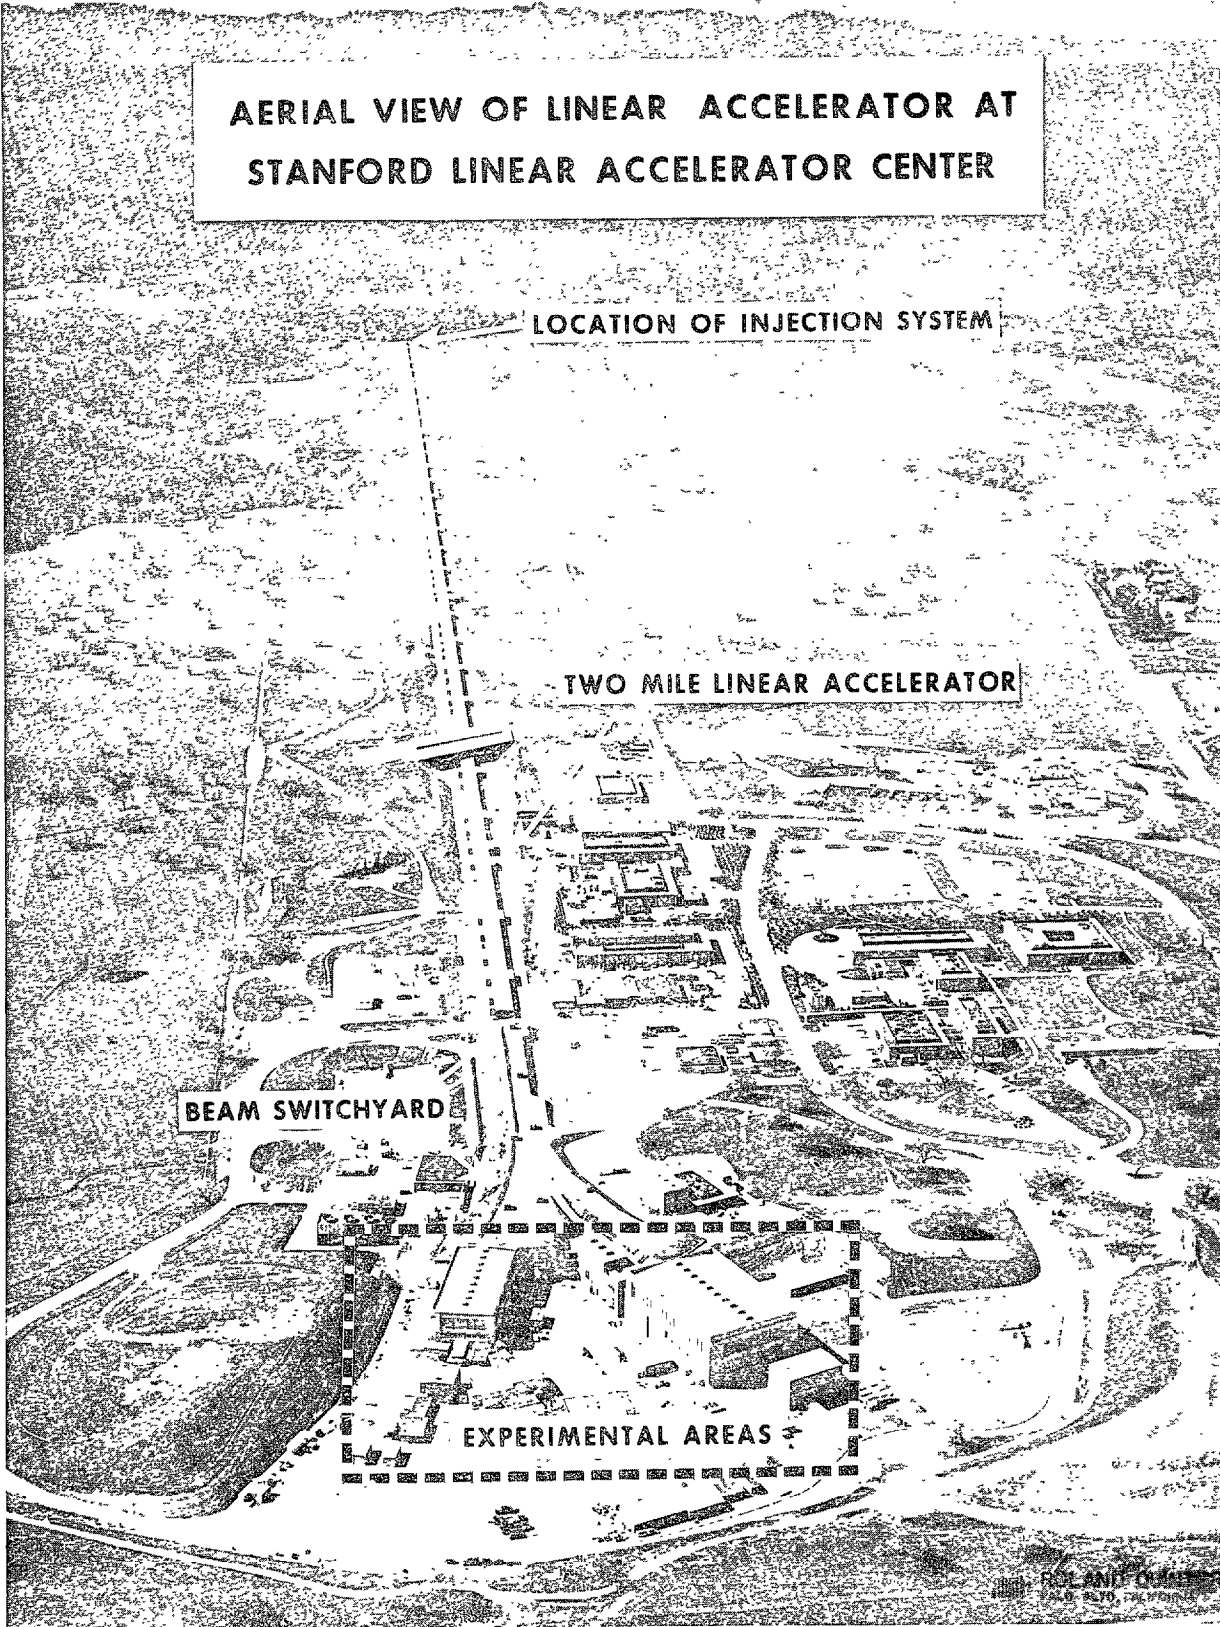 AERIAL VIEW OF LINEAR ACCELERATOR AT
STANFORD LINEAR ACCELERATOR CENTER
LOCATION OF INJECTION SYSTEM
TWO MILE LINEAR ACCELERATOR
BEAM SWITCHYARD
EXPERIMENTAL AREAS
ROLAND